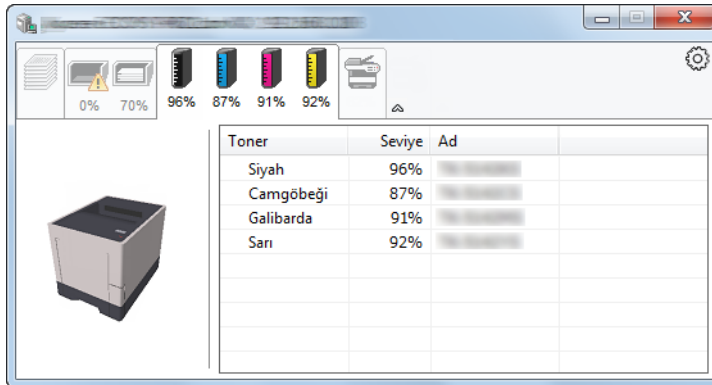 0% 70% 96% 87% 91% 92%
Toner Seviye Ad
Siyah 96%
Camgöbeği 87%
Galibarda 91%
Sarı 92%